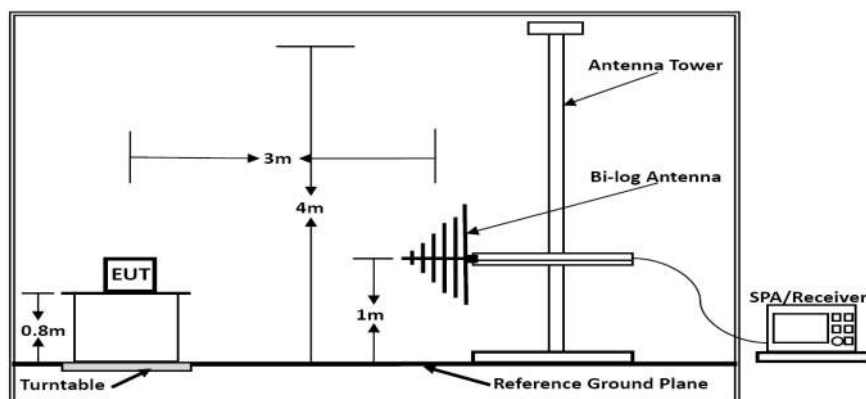 Antenna Tower
3m
Bi-log Antenna
4m
EUT
SPA/Receiver
0.8m
1m
Turntable
Reference Ground Plane